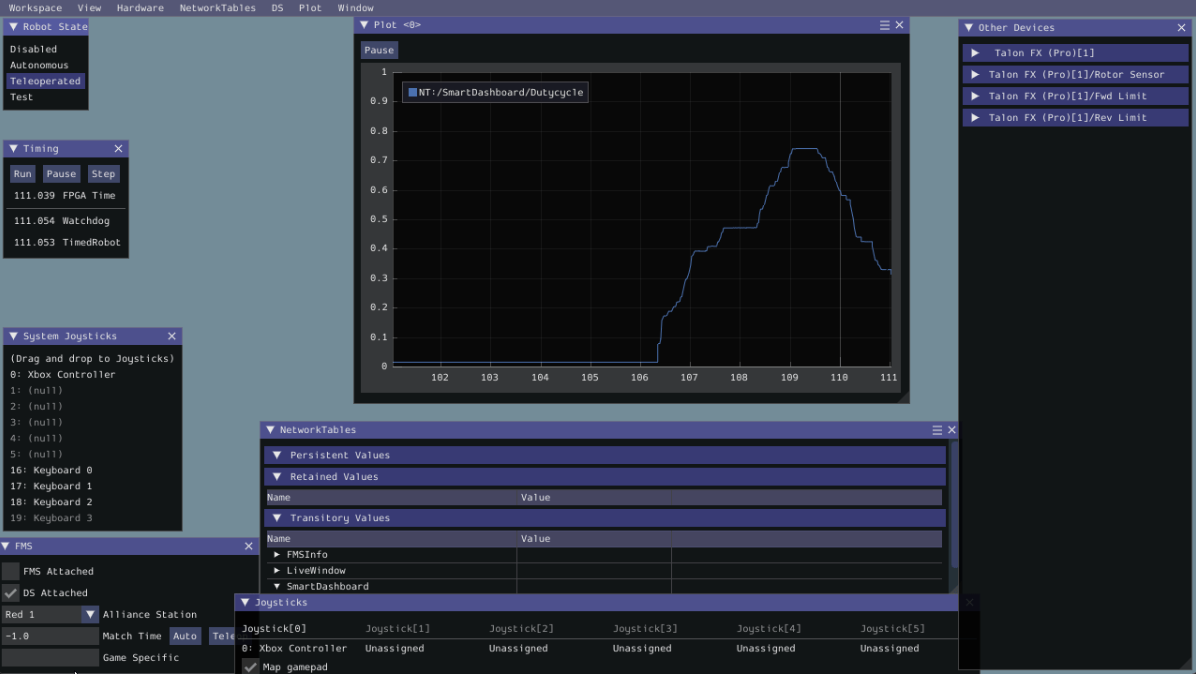 Workspace View Hardware NetworkTables DS Plot Window
Robot State
Disabled
Autonomous
Teleoperated
Test
Timing
Run Pause Step
111.039 FPGA Time
111.054 Watchdog
111.053 TimedRobot
System Joysticks
(Drag and drop to Joysticks)
0: Xbox Controller
1: (null)
2: (null)
3: (null)
4: (null)
5: (null)
16: Keyboard 0
17: Keyboard 1
18: Keyboard 2
19: Keyboard 3
FMS
FMS Attached
DS Attached
Red 1 Alliance Station
-1.0 Match Time Auto Tele
Game Specific
Plot <0>
Pause
NT:/SmartDashboard/Dutycycle
1
0.9
0.8
0.7
0.6
0.5
0.4
0.3
0.2
0.1
0
102 103 104 105 106 107 108 109 110 111
NetworkTables
Persistent Values
Retained Values
Name Value
Transitory Values
Name Value
FMSInfo
LiveWindow
SmartDashboard
Joysticks
Joystick[0] Joystick[1] Joystick[2] Joystick[3] Joystick[4] Joystick[5]
0: Xbox Controller Unassigned Unassigned Unassigned Unassigned Unassigned
Map gamepad
Other Devices
Talon FX (Pro)[1]
Talon FX (Pro)[1]/Rotor Sensor
Talon FX (Pro)[1]/Fwd Limit
Talon FX (Pro)[1]/Rev Limit